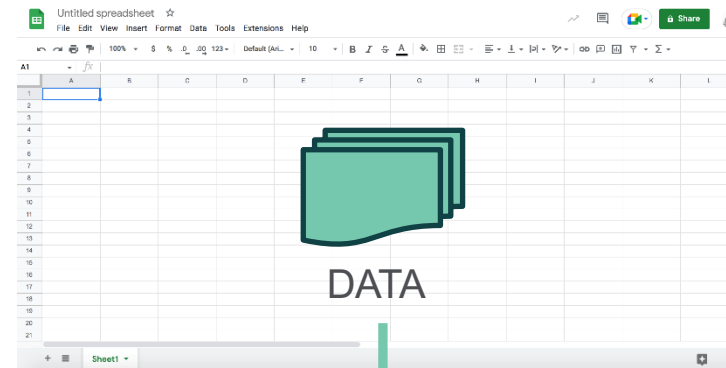 Untitled spreadsheet
File Edit View Insert Format Data Tools Extensions Help
Share
100% $ % .0 .00 123 Default (Ari... 10 B I S A
A1 fx
A B C D E F G H I J K L
1
2
3
4
5
6
7
8
9
10
11
12
13
14
15
16
17
18
19
20
21
DATA
Sheet1